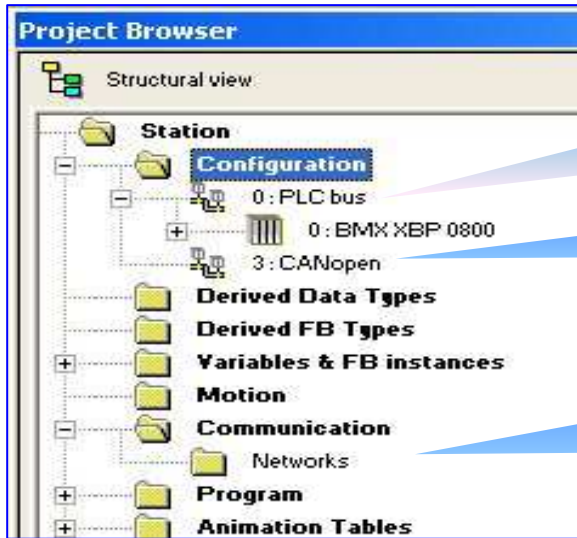 Project Browser
Structural view
Station
Configuration
0 : PLC bus
0 : BMX XBP 0800
3 : CANopen
Derived Data Types
Derived FB Types
Variables & FB instances
Motion
Communication
Networks
Program
Animation Tables